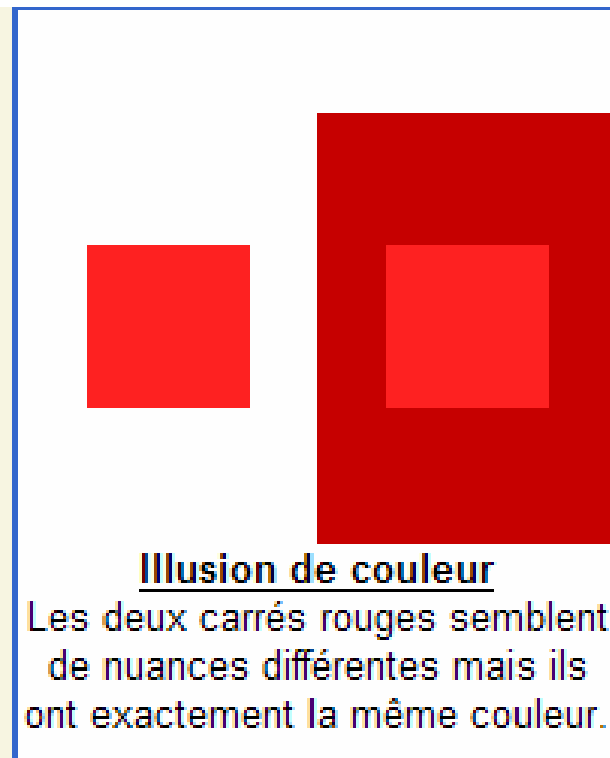 Illusion de couleur
Les deux carrés rouges semblent
de nuances différentes mais ils
ont exactement la même couleur.